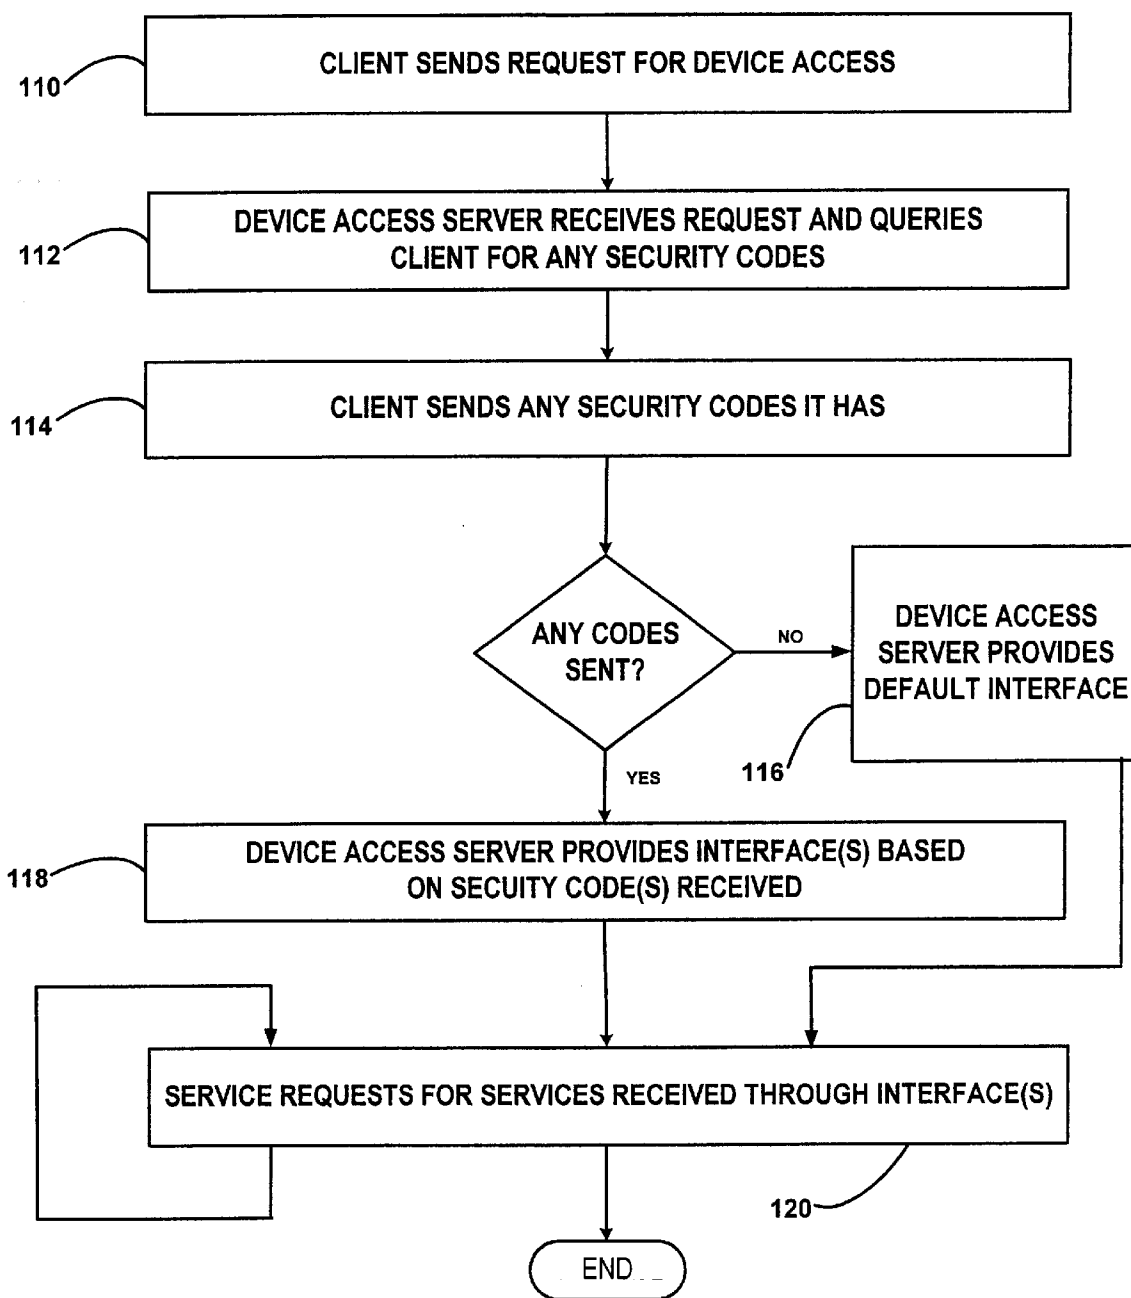 110
CLIENT SENDS REQUEST FOR DEVICE ACCESS
112
DEVICE ACCESS SERVER RECEIVES REQUEST AND QUERIES
CLIENT FOR ANY SECURITY CODES
114
CLIENT SENDS ANY SECURITY CODES IT HAS
ANY CODES
SENT?
NO
DEVICE ACCESS
SERVER PROVIDES
DEFAULT INTERFACE
116
YES
118
DEVICE ACCESS SERVER PROVIDES INTERFACE(S) BASED
ON SECUITY CODE(S) RECEIVED
SERVICE REQUESTS FOR SERVICES RECEIVED THROUGH INTERFACE(S)
120
END